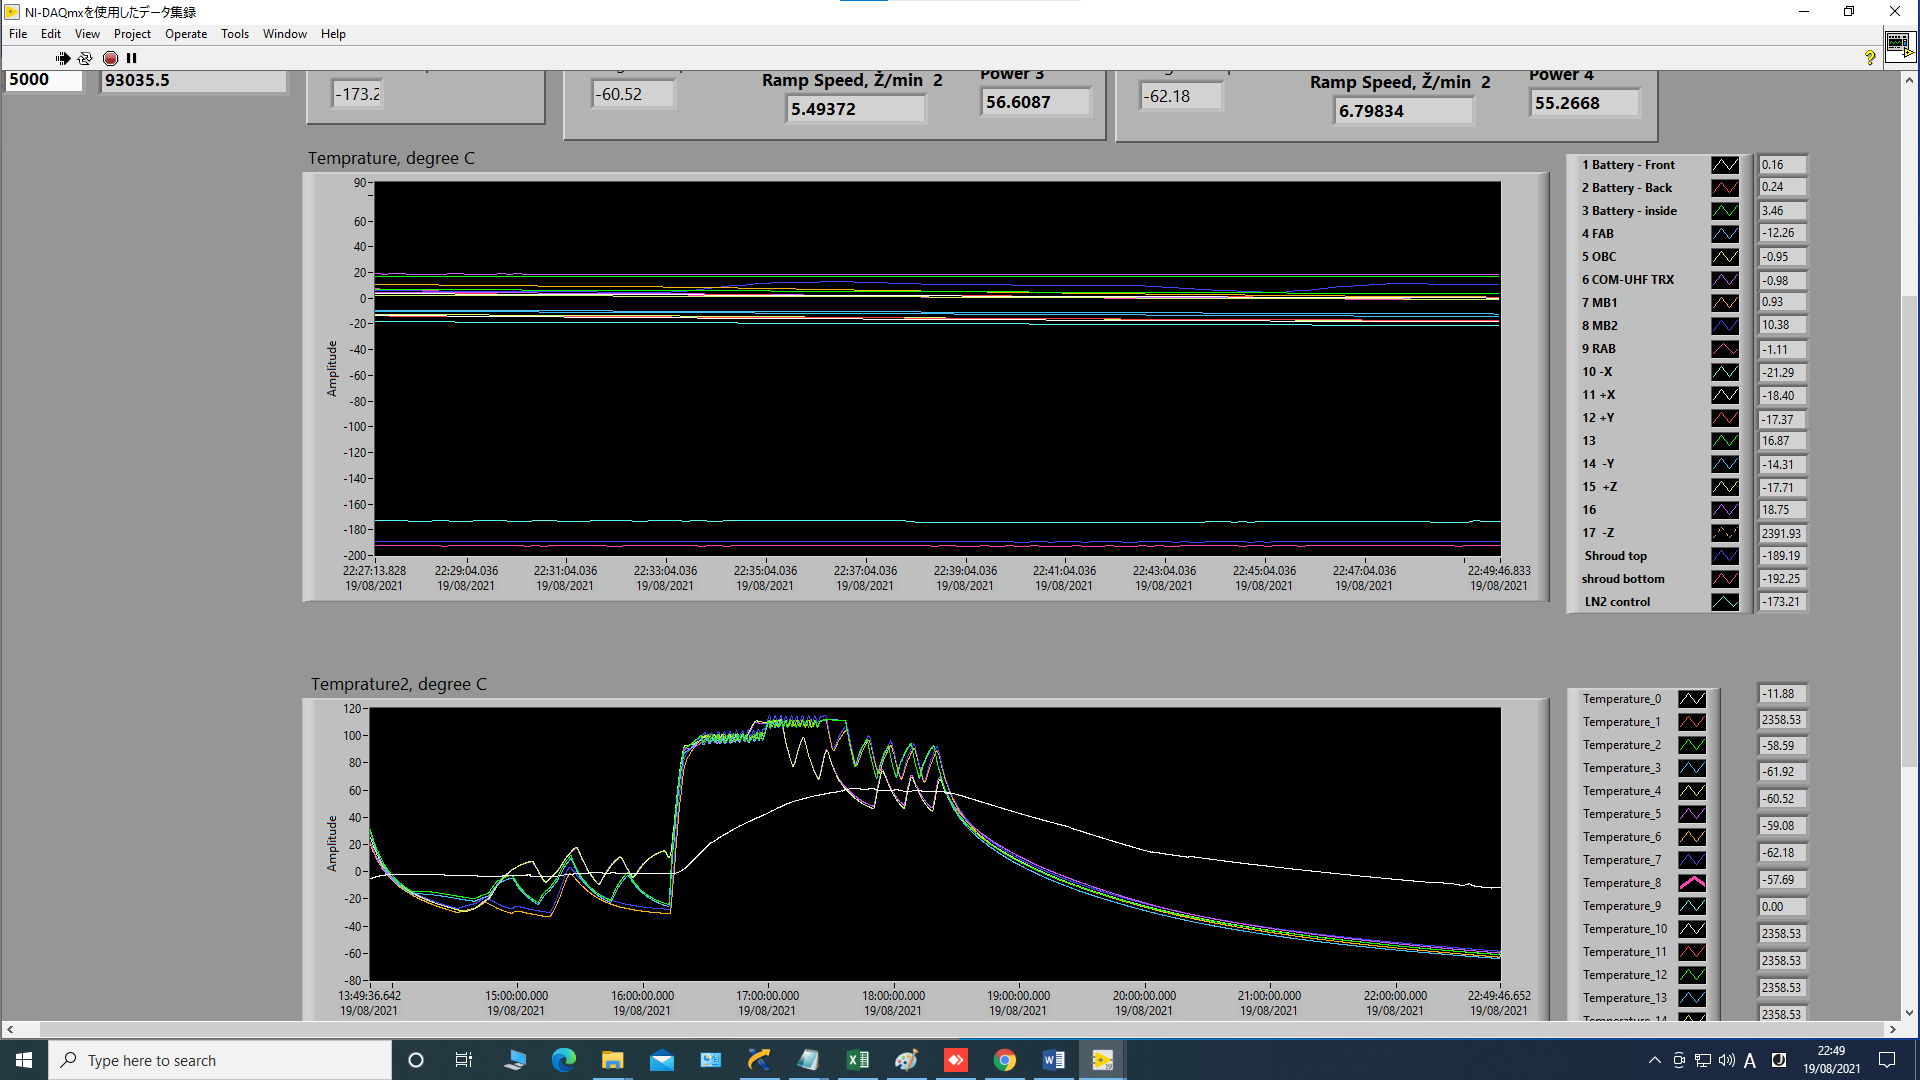 NI-DAQmxを使用したデータ集録
File Edit View Project Operate Tools Window Help
5000 93035.5 -173.2
-60.52 Ramp Speed, Ž/min 2 Power 3
5.49372 56.6087
-62.18 Ramp Speed, Ž/min 2 Power 4
6.79834 55.2668
Temprature, degree C
Amplitude
90
60
40
20
0
-20
-40
-60
-80
-100
-120
-140
-160
-180
-200
22:27:13.828 22:29:04.036 22:31:04.036 22:33:04.036 22:35:04.036 22:37:04.036 22:39:04.036 22:41:04.036 22:43:04.036 22:45:04.036 22:47:04.036 22:49:46.833
19/08/2021 19/08/2021 19/08/2021 19/08/2021 19/08/2021 19/08/2021 19/08/2021 19/08/2021 19/08/2021 19/08/2021 19/08/2021 19/08/2021
1 Battery - Front 0.16
2 Battery - Back 0.24
3 Battery - inside 3.46
4 FAB -12.26
5 OBC -0.95
6 COM-UHF TRX -0.98
7 MB1 0.93
8 MB2 10.38
9 RAB -1.11
10 -X -21.29
11 +X -18.40
12 +Y -17.37
13 16.87
14 -Y -14.31
15 +Z -17.71
16 18.75
17 -Z 2391.93
Shroud top -189.19
shroud bottom -192.25
LN2 control -173.21
Temprature2, degree C
Amplitude
120
100
80
60
40
20
0
-20
-40
-60
-80
13:49:36.642 15:00:00.000 16:00:00.000 17:00:00.000 18:00:00.000 19:00:00.000 20:00:00.000 21:00:00.000 22:00:00.000 22:49:46.652
19/08/2021 19/08/2021 19/08/2021 19/08/2021 19/08/2021 19/08/2021 19/08/2021 19/08/2021 19/08/2021 19/08/2021
Temperature_0 -11.88
Temperature_1 2358.53
Temperature_2 -58.59
Temperature_3 -61.92
Temperature_4 -60.52
Temperature_5 -59.08
Temperature_6 -62.18
Temperature_7 -57.69
Temperature_8 0.00
Temperature_9 2358.53
Temperature_10 2358.53
Temperature_11 2358.53
Temperature_12 2358.53
Temperature_13
Temperature_14
Type here to search
A
22:49
19/08/2021